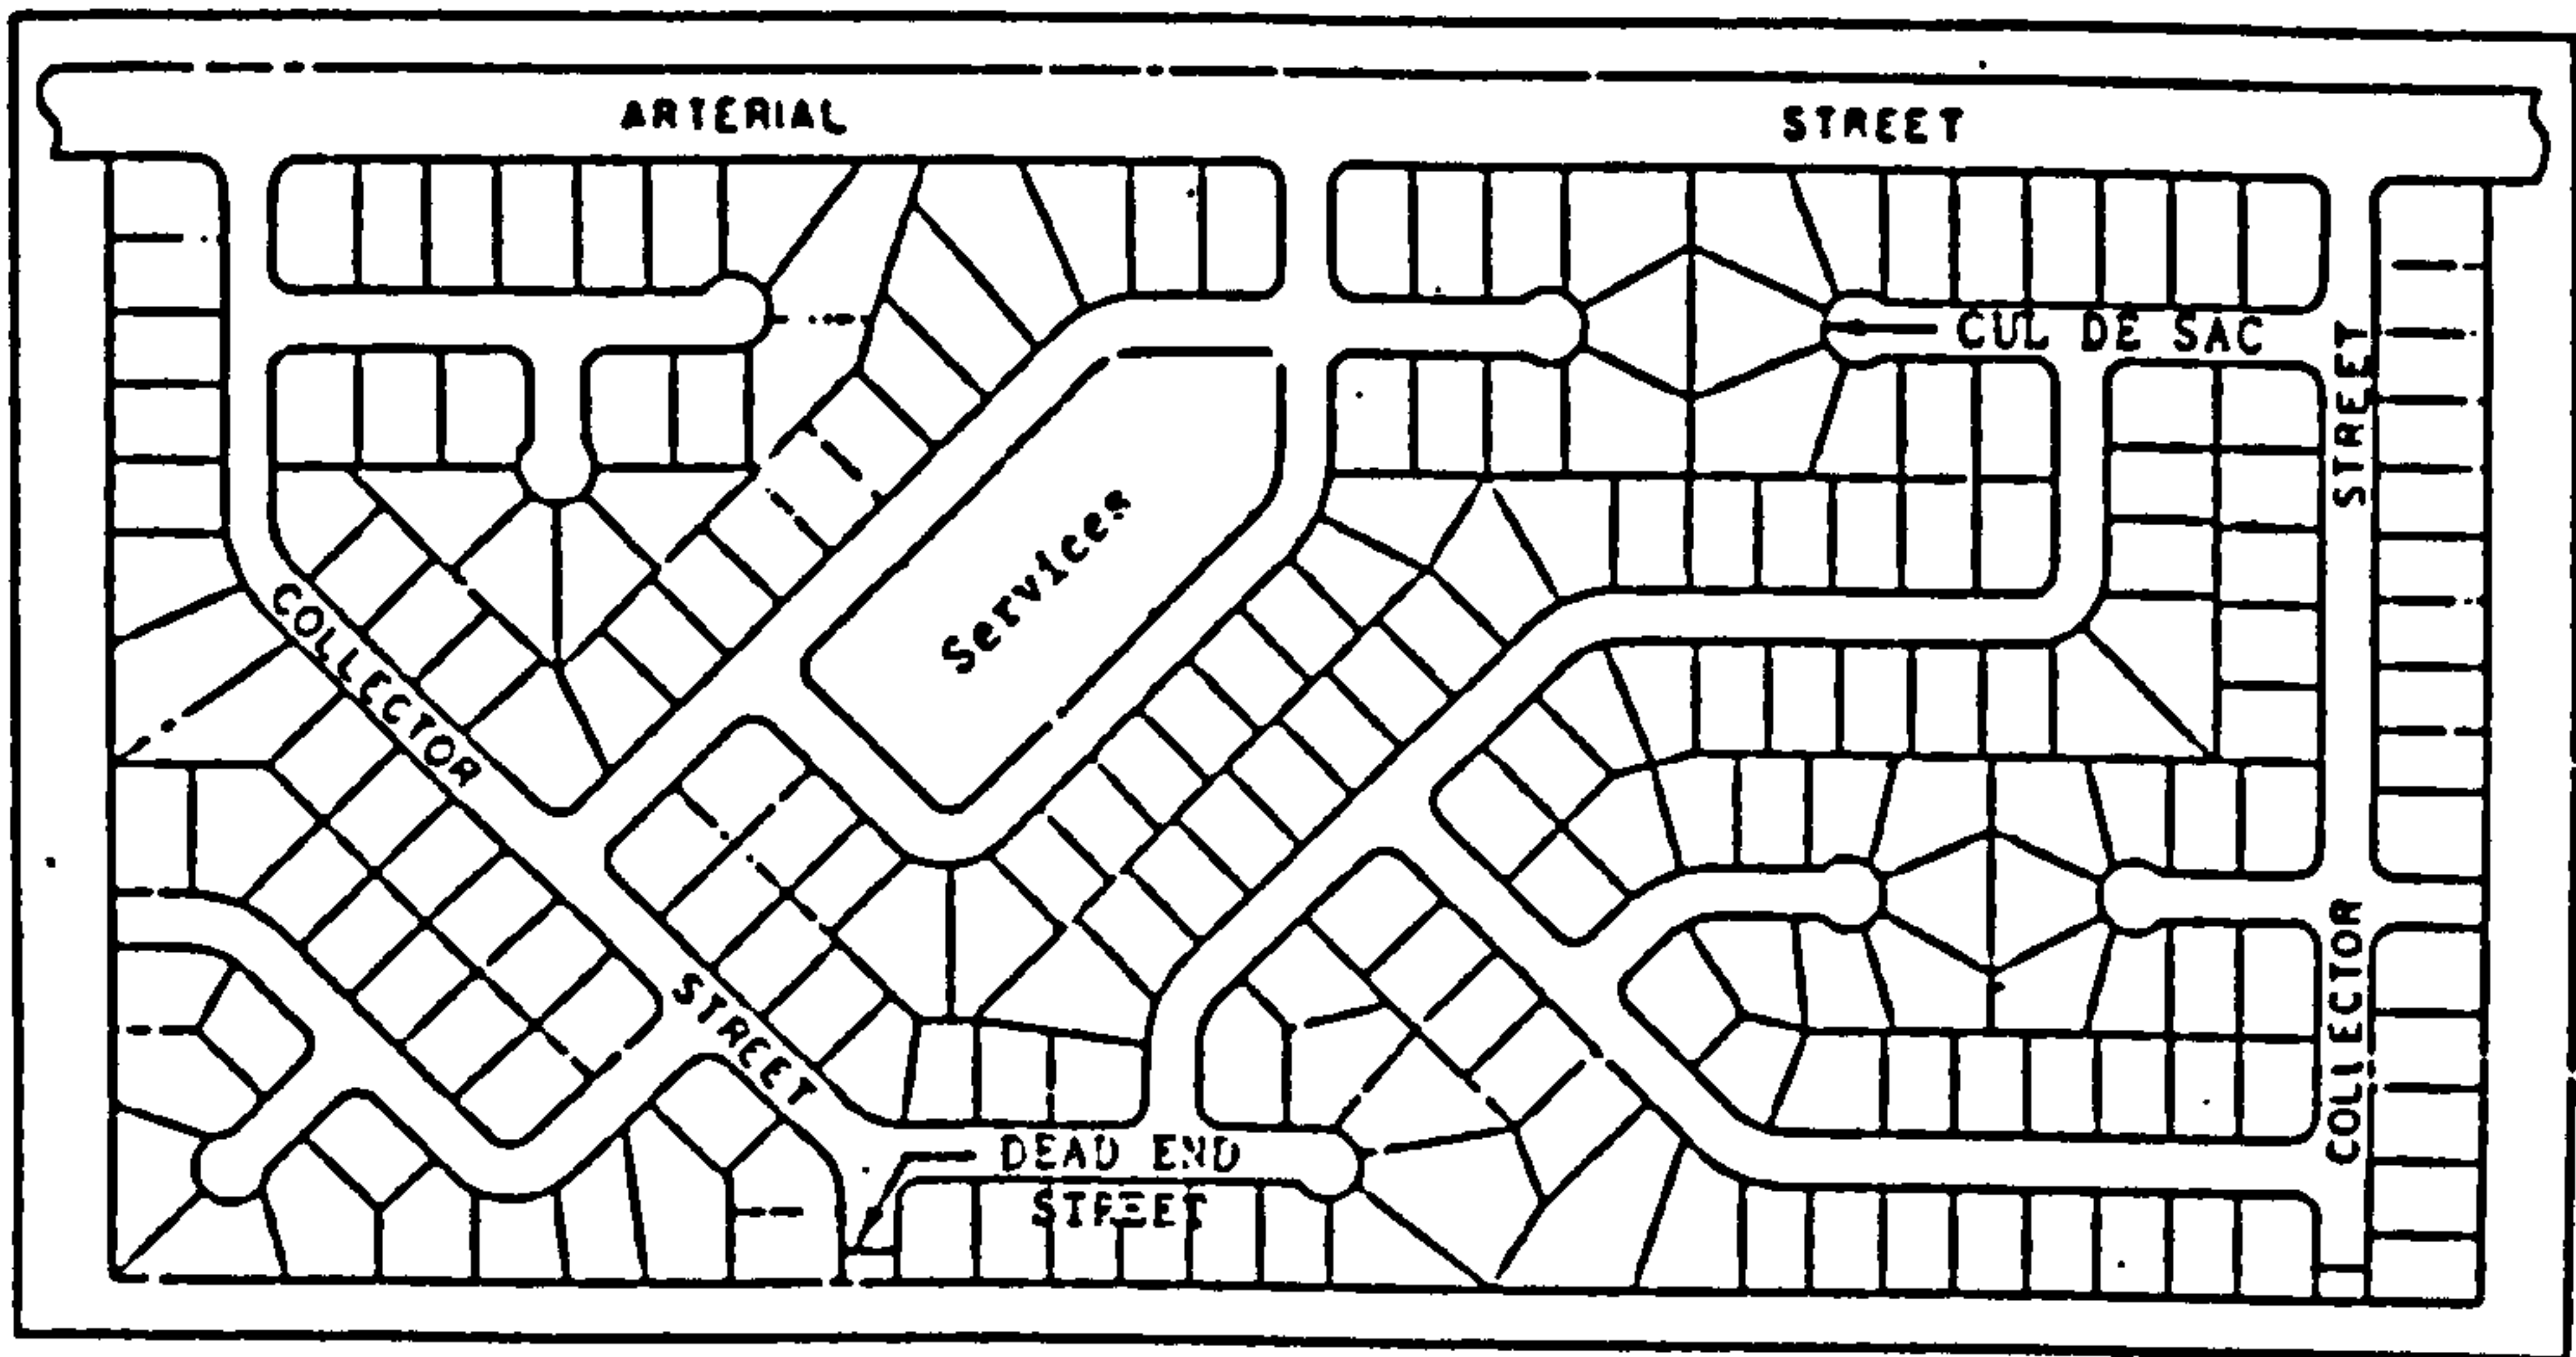 ARTERIAL STREET
CUL DE SAC
STREET
Services
COLLECTOR
STREET
COLLECTOR
DEAD END
STREET